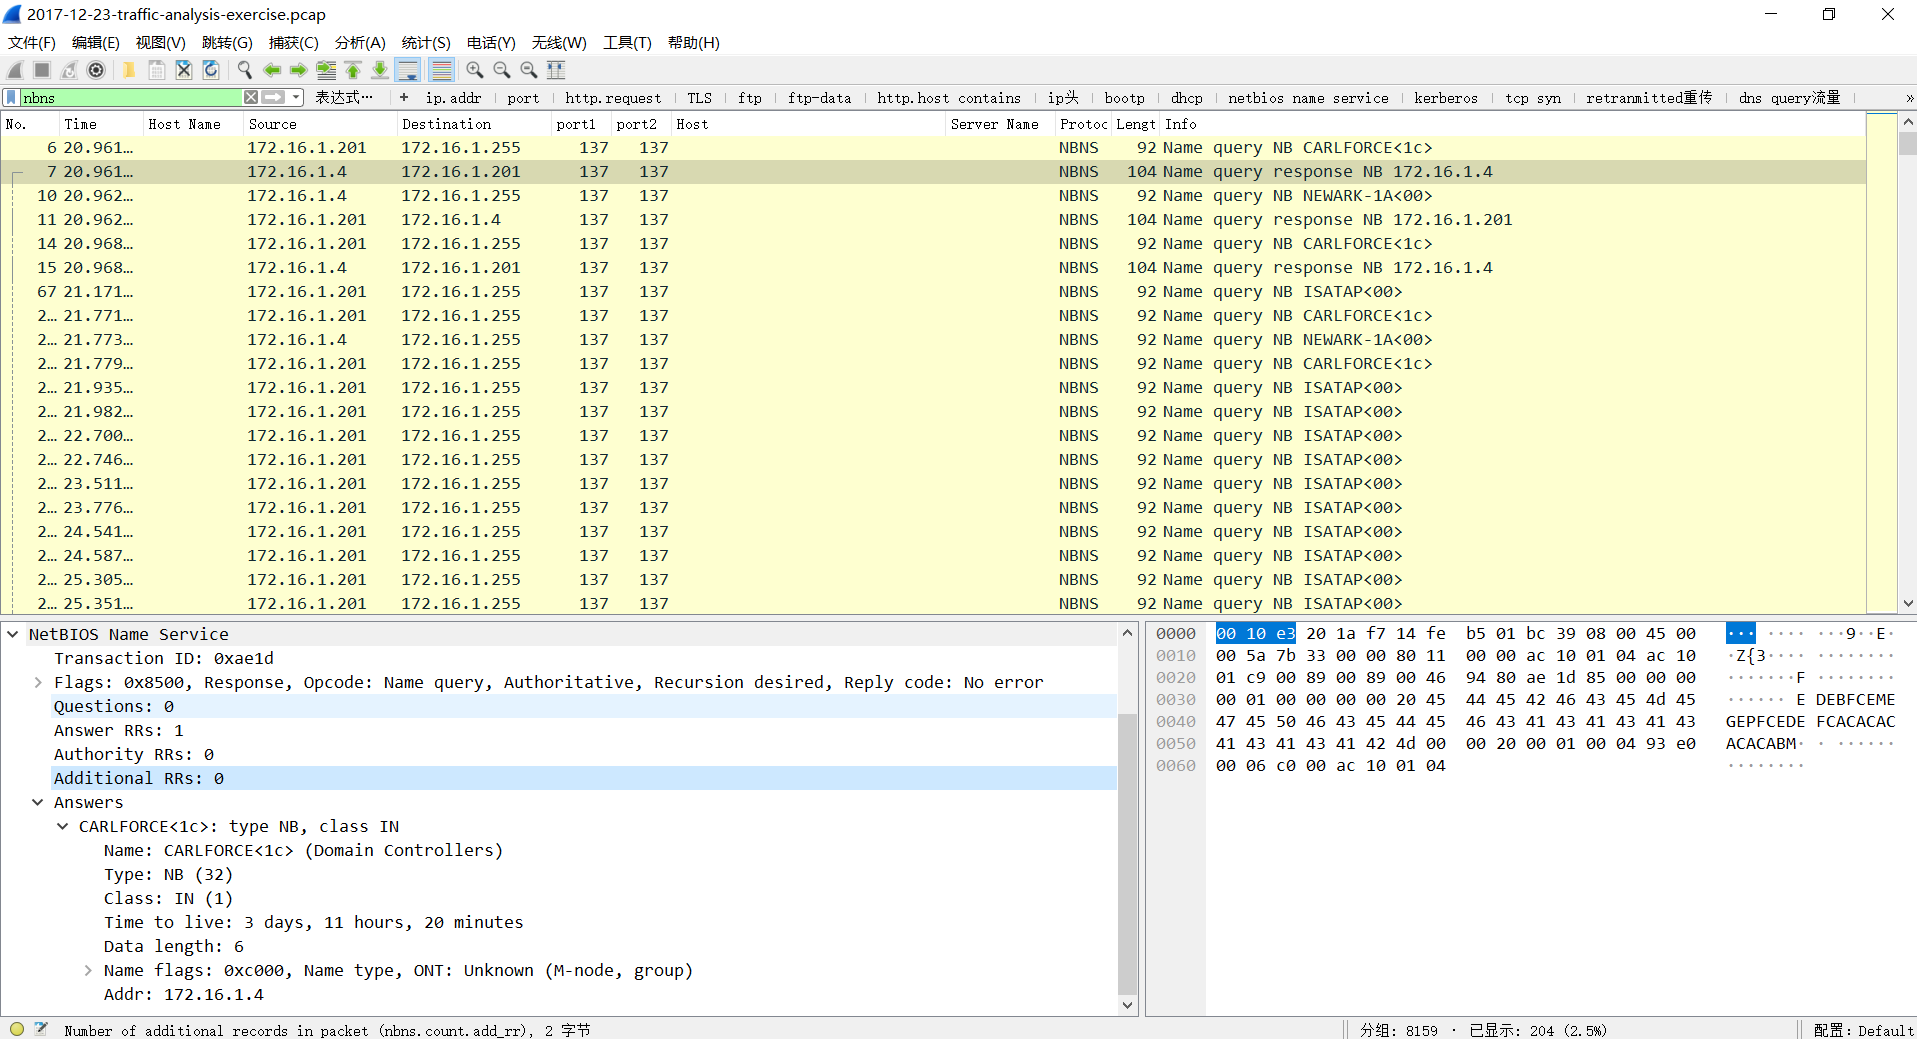 2017-12-23-traffic-analysis-exercise.pcap
文件(F) 编辑(E) 视图(V) 跳转(G) 捕获(C) 分析(A) 统计(S) 电话(Y) 无线(W) 工具(T) 帮助(H)
nbns 表达式… + ip.addr port http.request TLS ftp ftp-data http.host contains ip头 bootp dhcp netbios name service kerberos tcp syn retranmitted重传 dns query流量 »
No. Time Host Name Source Destination port1 port2 Host Server Name Protoc Lengt Info
6 20.961… 172.16.1.201 172.16.1.255 137 137 NBNS 92 Name query NB CARLFORCE<1c>
7 20.961… 172.16.1.4 172.16.1.201 137 137 NBNS 104 Name query response NB 172.16.1.4
10 20.962… 172.16.1.4 172.16.1.255 137 137 NBNS 92 Name query NB NEWARK-1A<00>
11 20.962… 172.16.1.201 172.16.1.4 137 137 NBNS 104 Name query response NB 172.16.1.201
14 20.968… 172.16.1.201 172.16.1.255 137 137 NBNS 92 Name query NB CARLFORCE<1c>
15 20.968… 172.16.1.4 172.16.1.201 137 137 NBNS 104 Name query response NB 172.16.1.4
67 21.171… 172.16.1.201 172.16.1.255 137 137 NBNS 92 Name query NB ISATAP<00>
2… 21.771… 172.16.1.201 172.16.1.255 137 137 NBNS 92 Name query NB CARLFORCE<1c>
2… 21.773… 172.16.1.4 172.16.1.255 137 137 NBNS 92 Name query NB NEWARK-1A<00>
2… 21.779… 172.16.1.201 172.16.1.255 137 137 NBNS 92 Name query NB CARLFORCE<1c>
2… 21.935… 172.16.1.201 172.16.1.255 137 137 NBNS 92 Name query NB ISATAP<00>
2… 21.982… 172.16.1.201 172.16.1.255 137 137 NBNS 92 Name query NB ISATAP<00>
2… 22.700… 172.16.1.201 172.16.1.255 137 137 NBNS 92 Name query NB ISATAP<00>
2… 22.746… 172.16.1.201 172.16.1.255 137 137 NBNS 92 Name query NB ISATAP<00>
2… 23.511… 172.16.1.201 172.16.1.255 137 137 NBNS 92 Name query NB ISATAP<00>
2… 23.776… 172.16.1.201 172.16.1.255 137 137 NBNS 92 Name query NB ISATAP<00>
2… 24.541… 172.16.1.201 172.16.1.255 137 137 NBNS 92 Name query NB ISATAP<00>
2… 24.587… 172.16.1.201 172.16.1.255 137 137 NBNS 92 Name query NB ISATAP<00>
2… 25.305… 172.16.1.201 172.16.1.255 137 137 NBNS 92 Name query NB ISATAP<00>
2… 25.351… 172.16.1.201 172.16.1.255 137 137 NBNS 92 Name query NB ISATAP<00>
NetBIOS Name Service
Transaction ID: 0xae1d
Flags: 0x8500, Response, Opcode: Name query, Authoritative, Recursion desired, Reply code: No error
Questions: 0
Answer RRs: 1
Authority RRs: 0
Additional RRs: 0
Answers
CARLFORCE<1c>: type NB, class IN
Name: CARLFORCE<1c> (Domain Controllers)
Type: NB (32)
Class: IN (1)
Time to live: 3 days, 11 hours, 20 minutes
Data length: 6
Name flags: 0xc000, Name type, ONT: Unknown (M-node, group)
Addr: 172.16.1.4
0000 00 10 e3 20 1a f7 14 fe b5 01 bc 39 08 00 45 00 ··· ···· ···9··E·
0010 00 5a 7b 33 00 00 80 11 00 00 ac 10 01 04 ac 10 ·Z{3···· ········
0020 01 c9 00 89 00 89 00 46 94 80 ae 1d 85 00 00 00 ·······F ········
0030 00 01 00 00 00 00 20 45 44 45 42 46 43 45 4d 45 ······ E DEBFCEME
0040 47 45 50 46 43 45 44 45 46 43 41 43 41 43 41 43 GEPFCEDE FCACACAC
0050 41 43 41 43 41 42 4d 00 00 20 00 01 00 04 93 e0 ACACABM· · ······
0060 00 06 c0 00 ac 10 01 04 ········
Number of additional records in packet (nbns.count.add_rr), 2 字节 分组: 8159 · 已显示: 204 (2.5%) 配置: Default